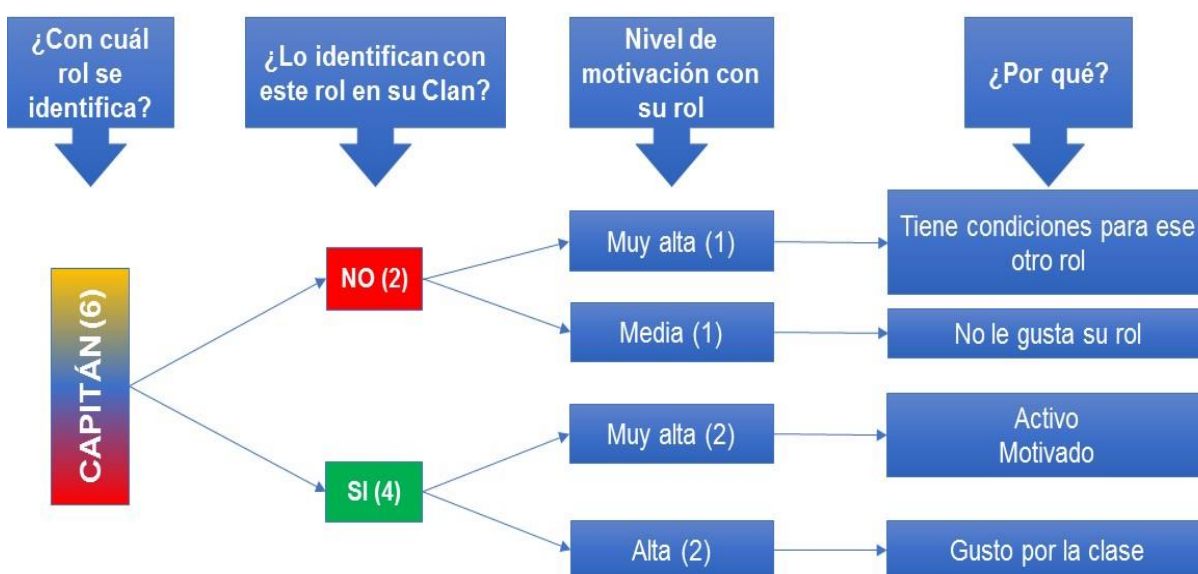 ¿Con cuál
rol se
identifica?
¿Lo identifican con
este rol en su Clan?
Nivel de
motivación con
su rol
¿Por qué?
CAPITÁN (6)
NO (2)
SI (4)
Muy alta (1)
Media (1)
Muy alta (2)
Alta (2)
Tiene condiciones para ese
otro rol
No le gusta su rol
Activo
Motivado
Gusto por la clase